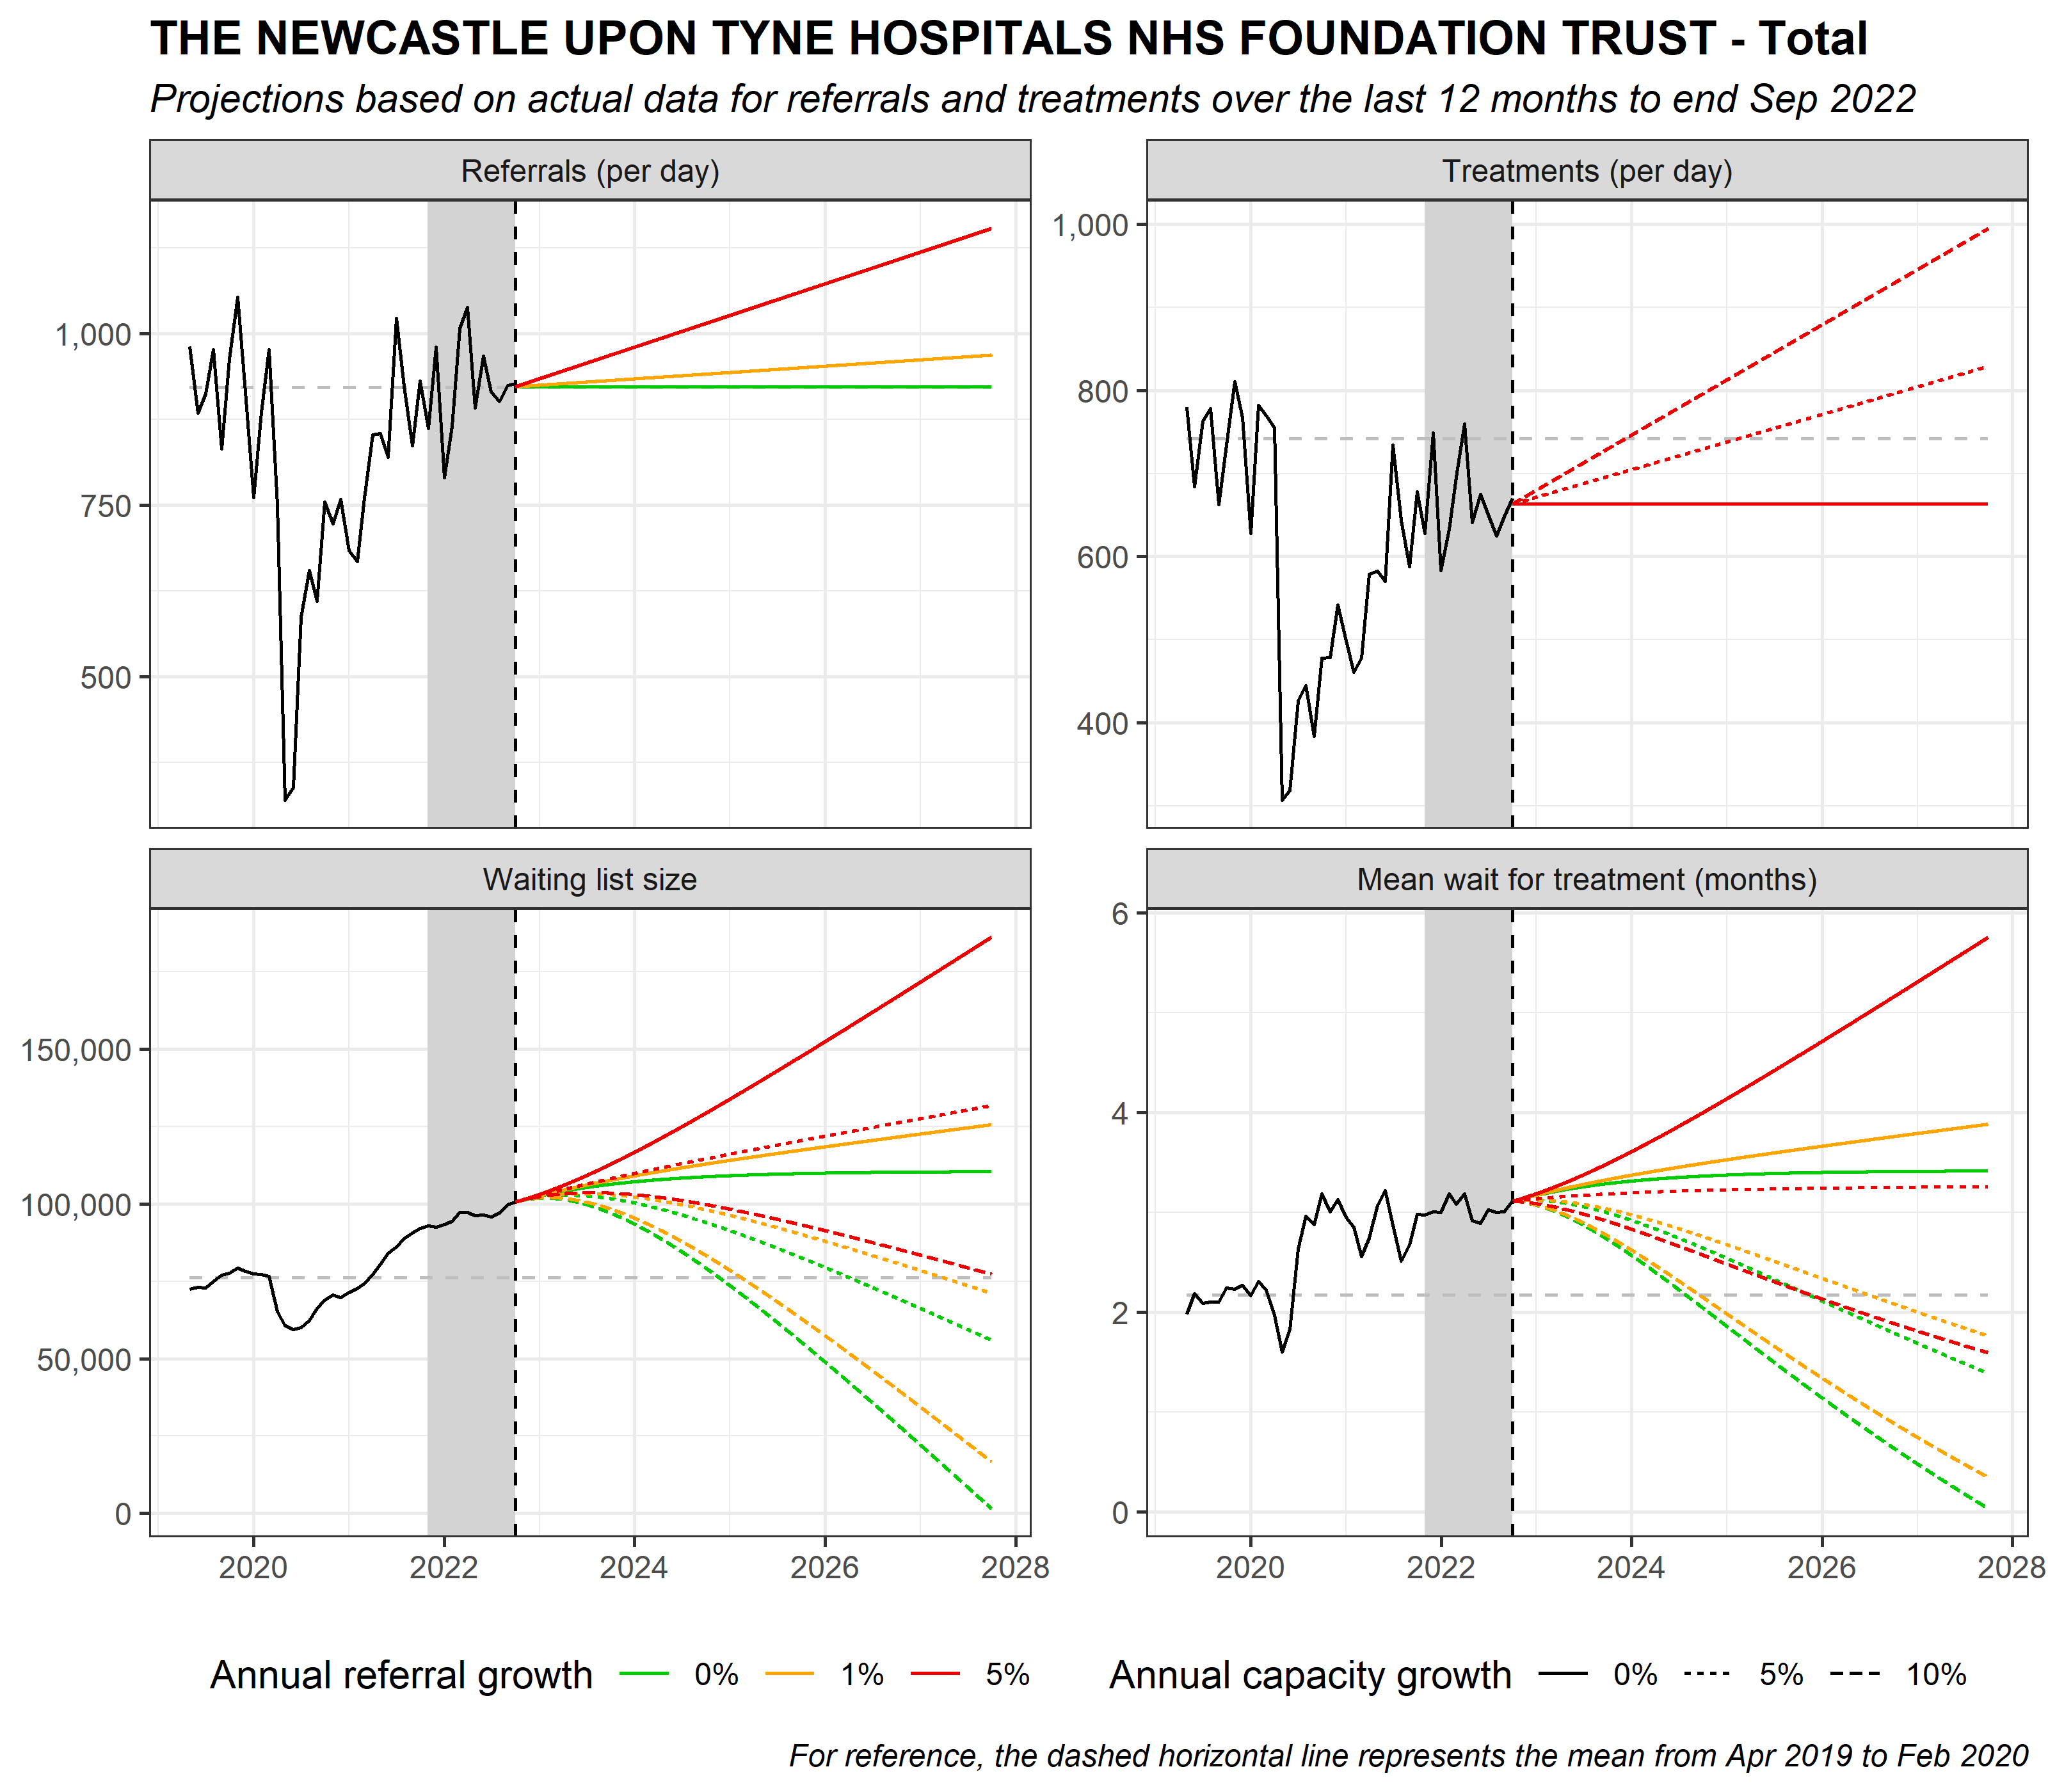 THE NEWCASTLE UPON TYNE HOSPITALS NHS FOUNDATION TRUST - Total
Projections based on actual data for referrals and treatments over the last 12 months to end Sep 2022
Referrals (per day)
1,000
750
500
Treatments (per day)
1,000
800
600
400
Waiting list size
150,000
100,000
50,000
0
2020 2022 2024 2026 2028
Mean wait for treatment (months)
6
4
2
0
2020 2022 2024 2026 2028
Annual referral growth 0% 1% 5%
Annual capacity growth 0% 5% 10%
For reference, the dashed horizontal line represents the mean from Apr 2019 to Feb 2020